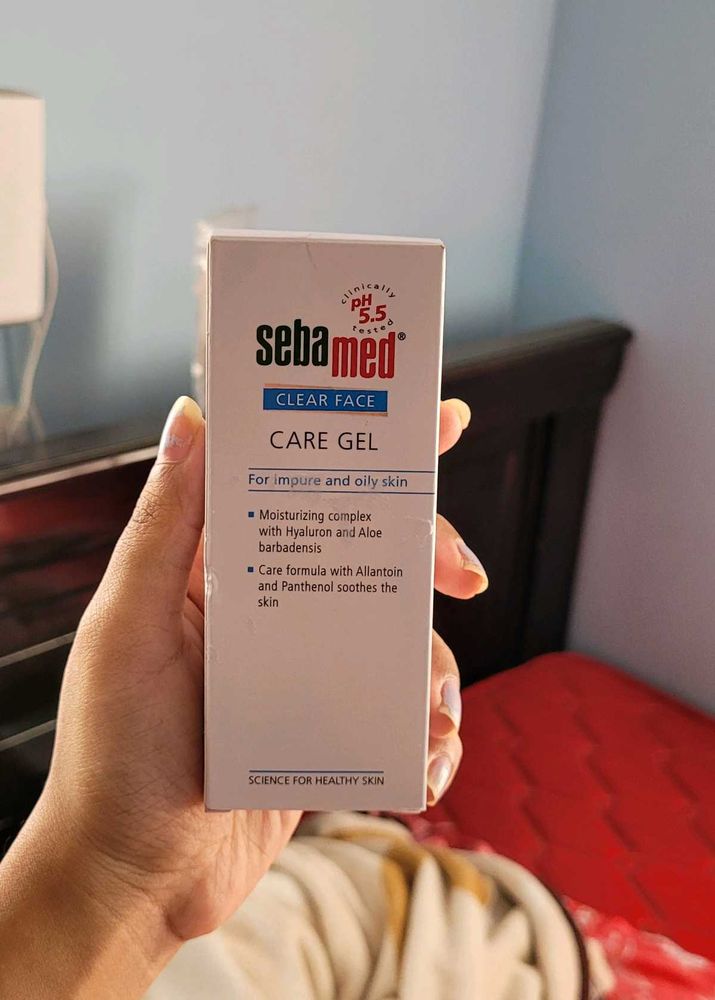 clinically
pH
5.5
tested
sebamed®
CLEAR FACE
CARE GEL
For impure and oily skin
▪ Moisturizing complex
with Hyaluron and Aloe
barbadensis
▪ Care formula with Allantoin
and Panthenol soothes the
skin
SCIENCE FOR HEALTHY SKIN